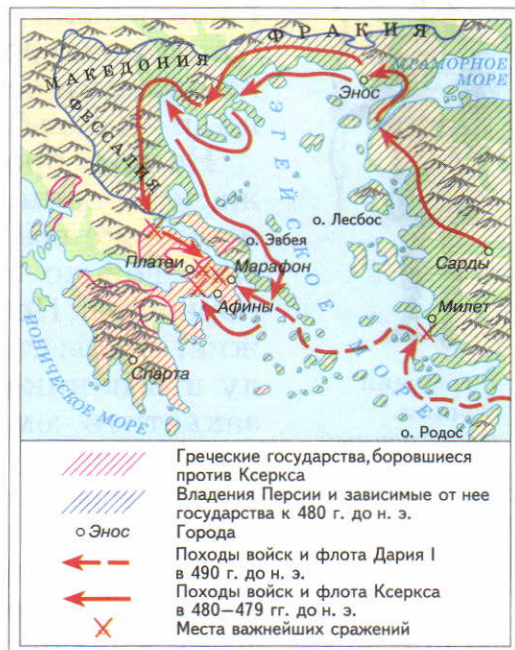 ФРАКИЯ
МАКЕДОНИЯ
МРАМОРНОЕ
МОРЕ
Энос
ФЕССАЛИЯ
ЭГЕЙСКОЕ МОРЕ
о. Лесбос
о. Эвбея
Платеи
Марафон
Сарды
Афины
Милет
ИОНИЧЕСКОЕ МОРЕ
Спарта
о. Родос
Греческие государства, боровшиеся
против Ксеркса
Владения Персии и зависимые от нее
государства к 480 г. до н. э.
Энос Города
Походы войск и флота Дария I
в 490 г. до н. э.
Походы войск и флота Ксеркса
в 480—479 гг. до н. э.
Места важнейших сражений